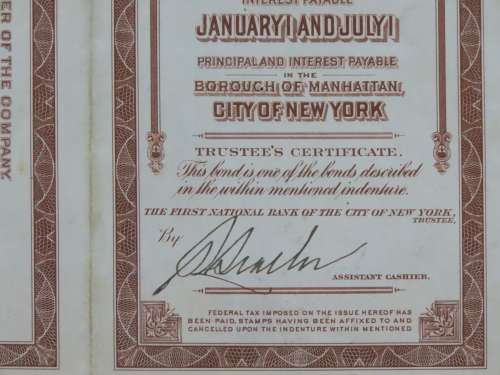 INTEREST PAYABLE
JANUARY 1 AND JULY 1
PRINCIPAL AND INTEREST PAYABLE
IN THE
BOROUGH OF MANHATTAN,
CITY OF NEW YORK
TRUSTEE'S CERTIFICATE.
This bond is one of the bonds described
in the within mentioned indenture.
THE FIRST NATIONAL BANK OF THE CITY OF NEW YORK,
TRUSTEE,
By
ASSISTANT CASHIER.
FEDERAL TAX IMPOSED ON THE ISSUE HEREOF HAS
BEEN PAID, STAMPS HAVING BEEN AFFIXED TO AND
CANCELLED UPON THE INDENTURE WITHIN MENTIONED
ER OF THE COMPANY.